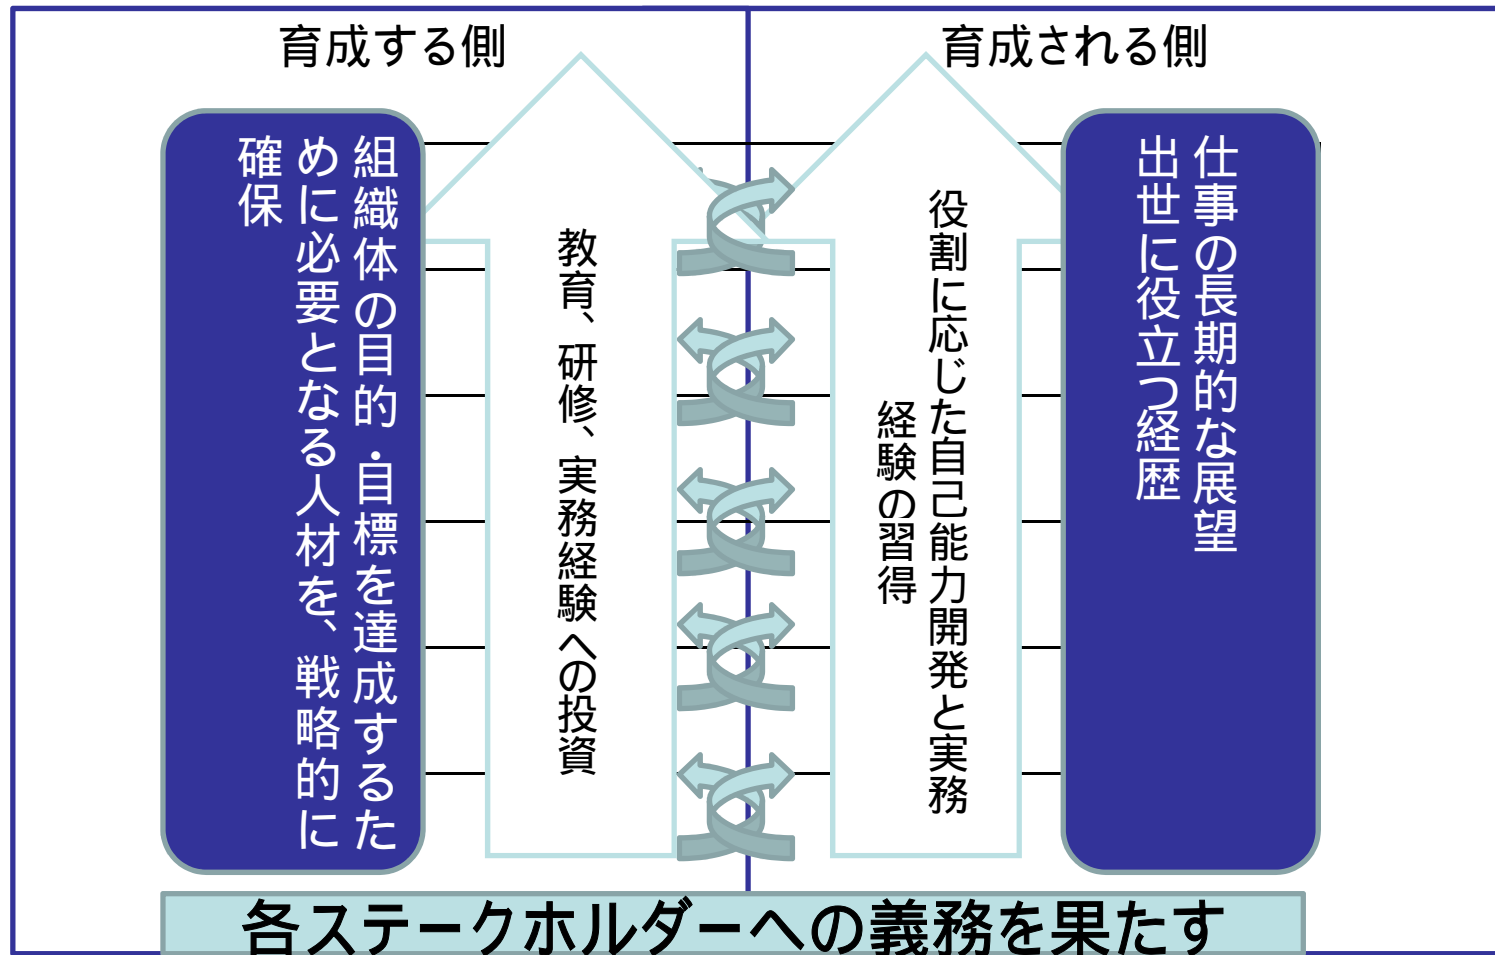 育成する側
育成される側
組織体の目的・目標を達成するた
めに必要となる人材を、戦略的に
確保
教育、研修、実務経験への投資
役割に応じた自己能力開発と実務
経験の習得
仕事の長期的な展望
出世に役立つ経歴
各ステークホルダーへの義務を果たす